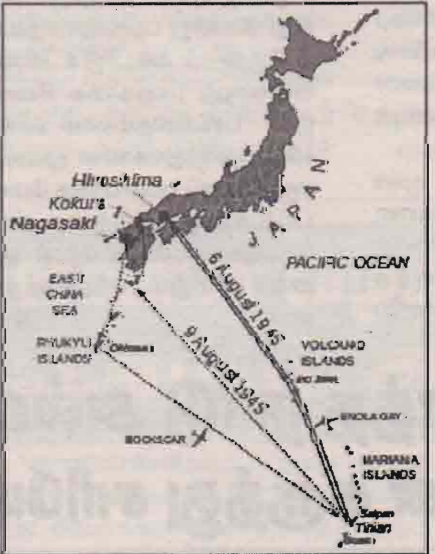 Hiroshima
Kokura
Nagasaki
JAPAN
PACIFIC OCEAN
EAST
CHINA
SEA
6 August 1945
9 August 1945
RYUKYU
ISLANDS
Okinawa
VOLCANO
ISLANDS
IWO JIMA
ENOLA GAY
BOCKSCAR
MARIANA
ISLANDS
Saipan
Tinian